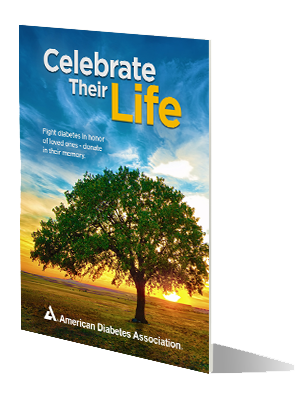 Celebrate
Their Life
Fight diabetes in honor
of loved ones - donate
in their memory.
American Diabetes Association.